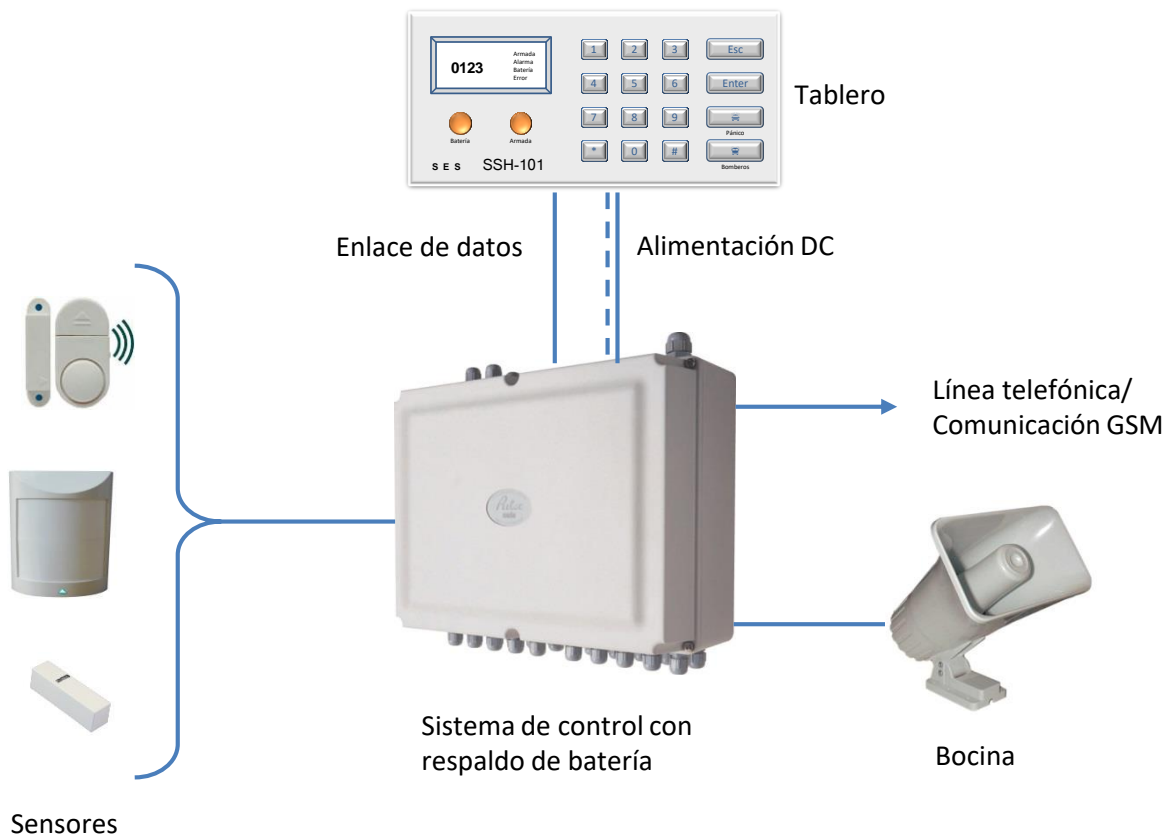 0123
Armada
Alarma
Batería
Error
1 2 3 Esc
4 5 6 Enter
7 8 9
Pánico
* 0 #
Bomberos
Batería Armada
S E S SSH-101
Tablero
Enlace de datos
Alimentación DC
Línea telefónica/
Comunicación GSM
Sistema de control con
respaldo de batería
Bocina
Sensores